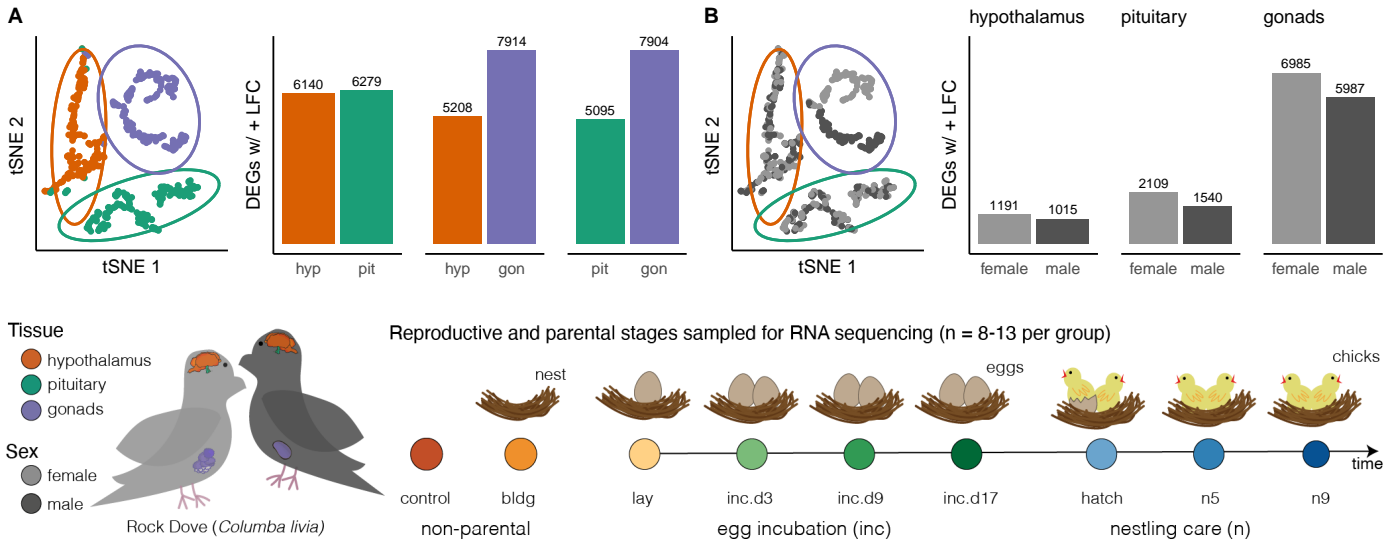 A
tSNE 2
tSNE 1
DEGs w/ + LFC
6140 6279
5208 7914
5095 7904
hyp pit hyp gon pit gon
B
tSNE 2
tSNE 1
hypothalamus pituitary gonads
DEGs w/ + LFC
1191 1015
2109 1540
6985 5987
female male female male female male
Tissue
hypothalamus
pituitary
gonads
Sex
female
male
Rock Dove (Columba livia)
Reproductive and parental stages sampled for RNA sequencing (n = 8-13 per group)
nest eggs chicks
time
control bldg lay inc.d3 inc.d9 inc.d17 hatch n5 n9
non-parental egg incubation (inc) nestling care (n)